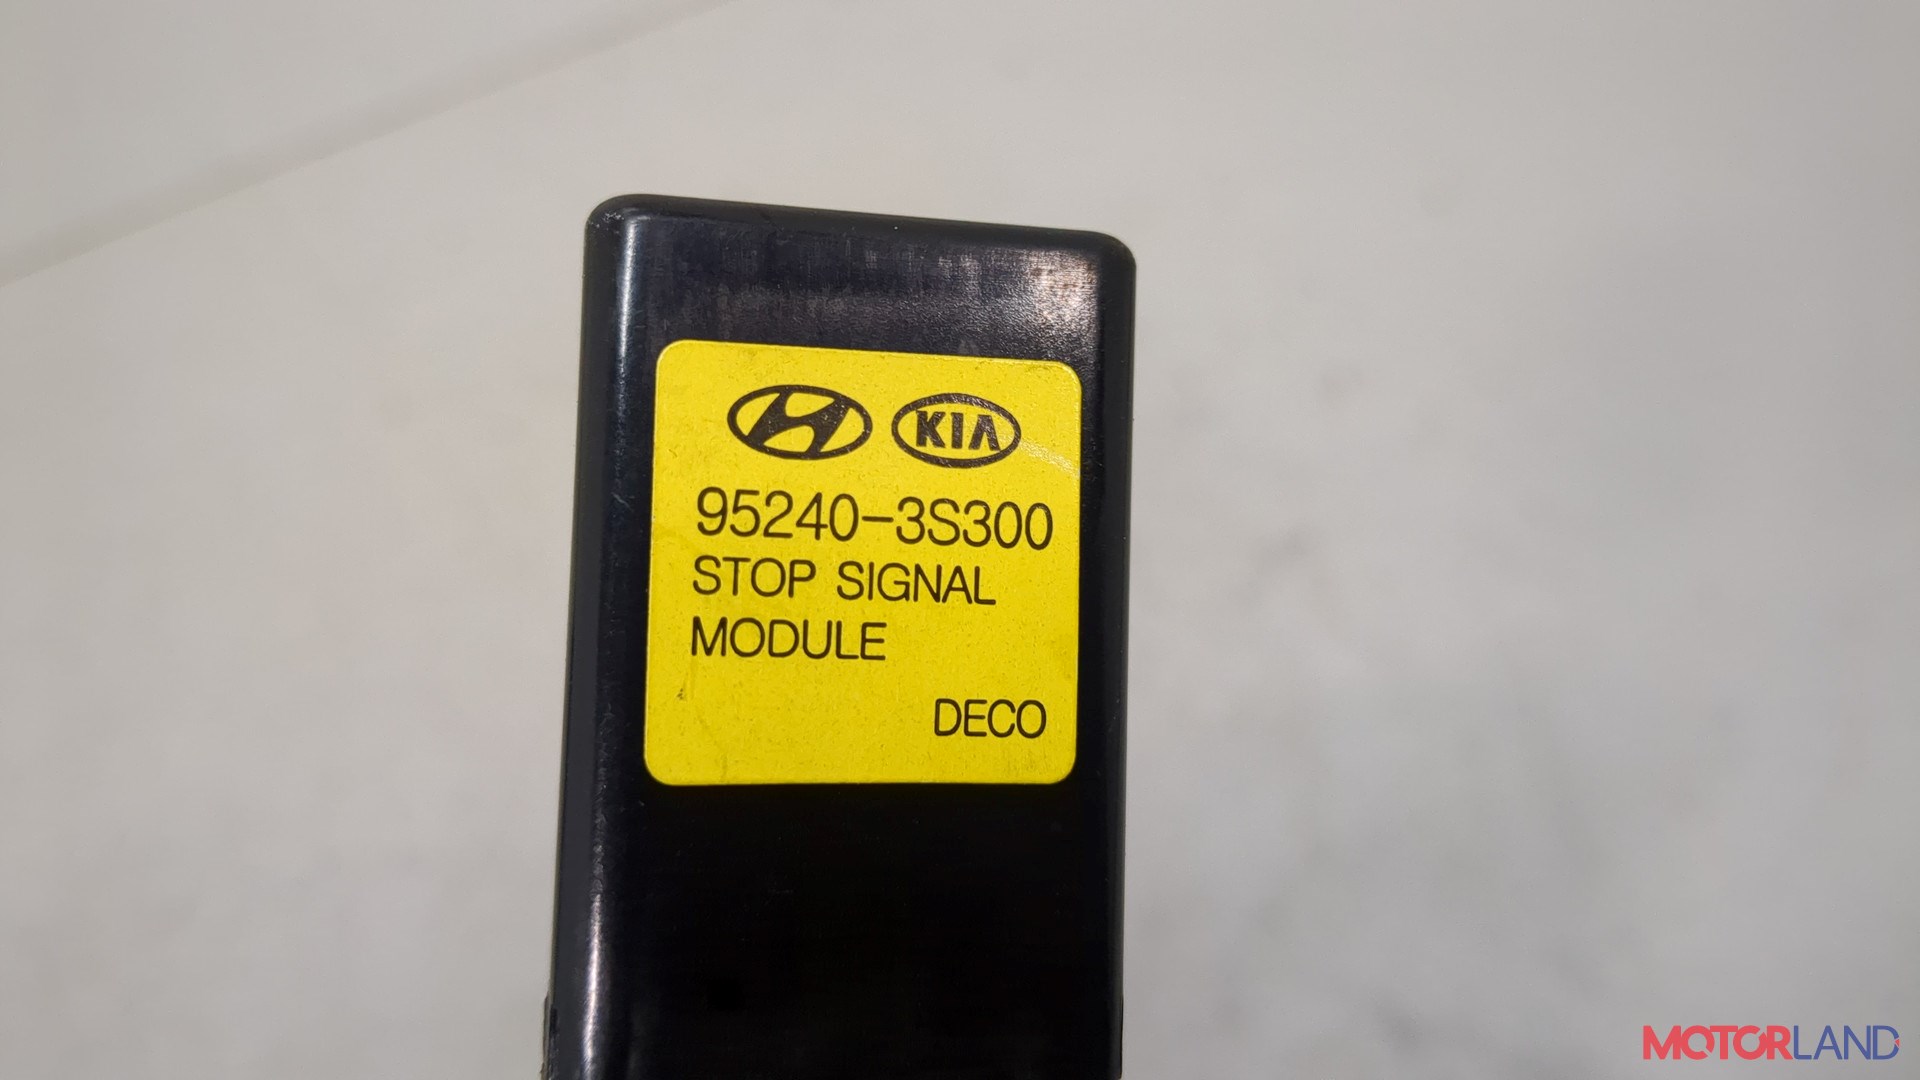 KIA
95240-3S300
STOP SIGNAL
MODULE
DECO
MOTORLAND